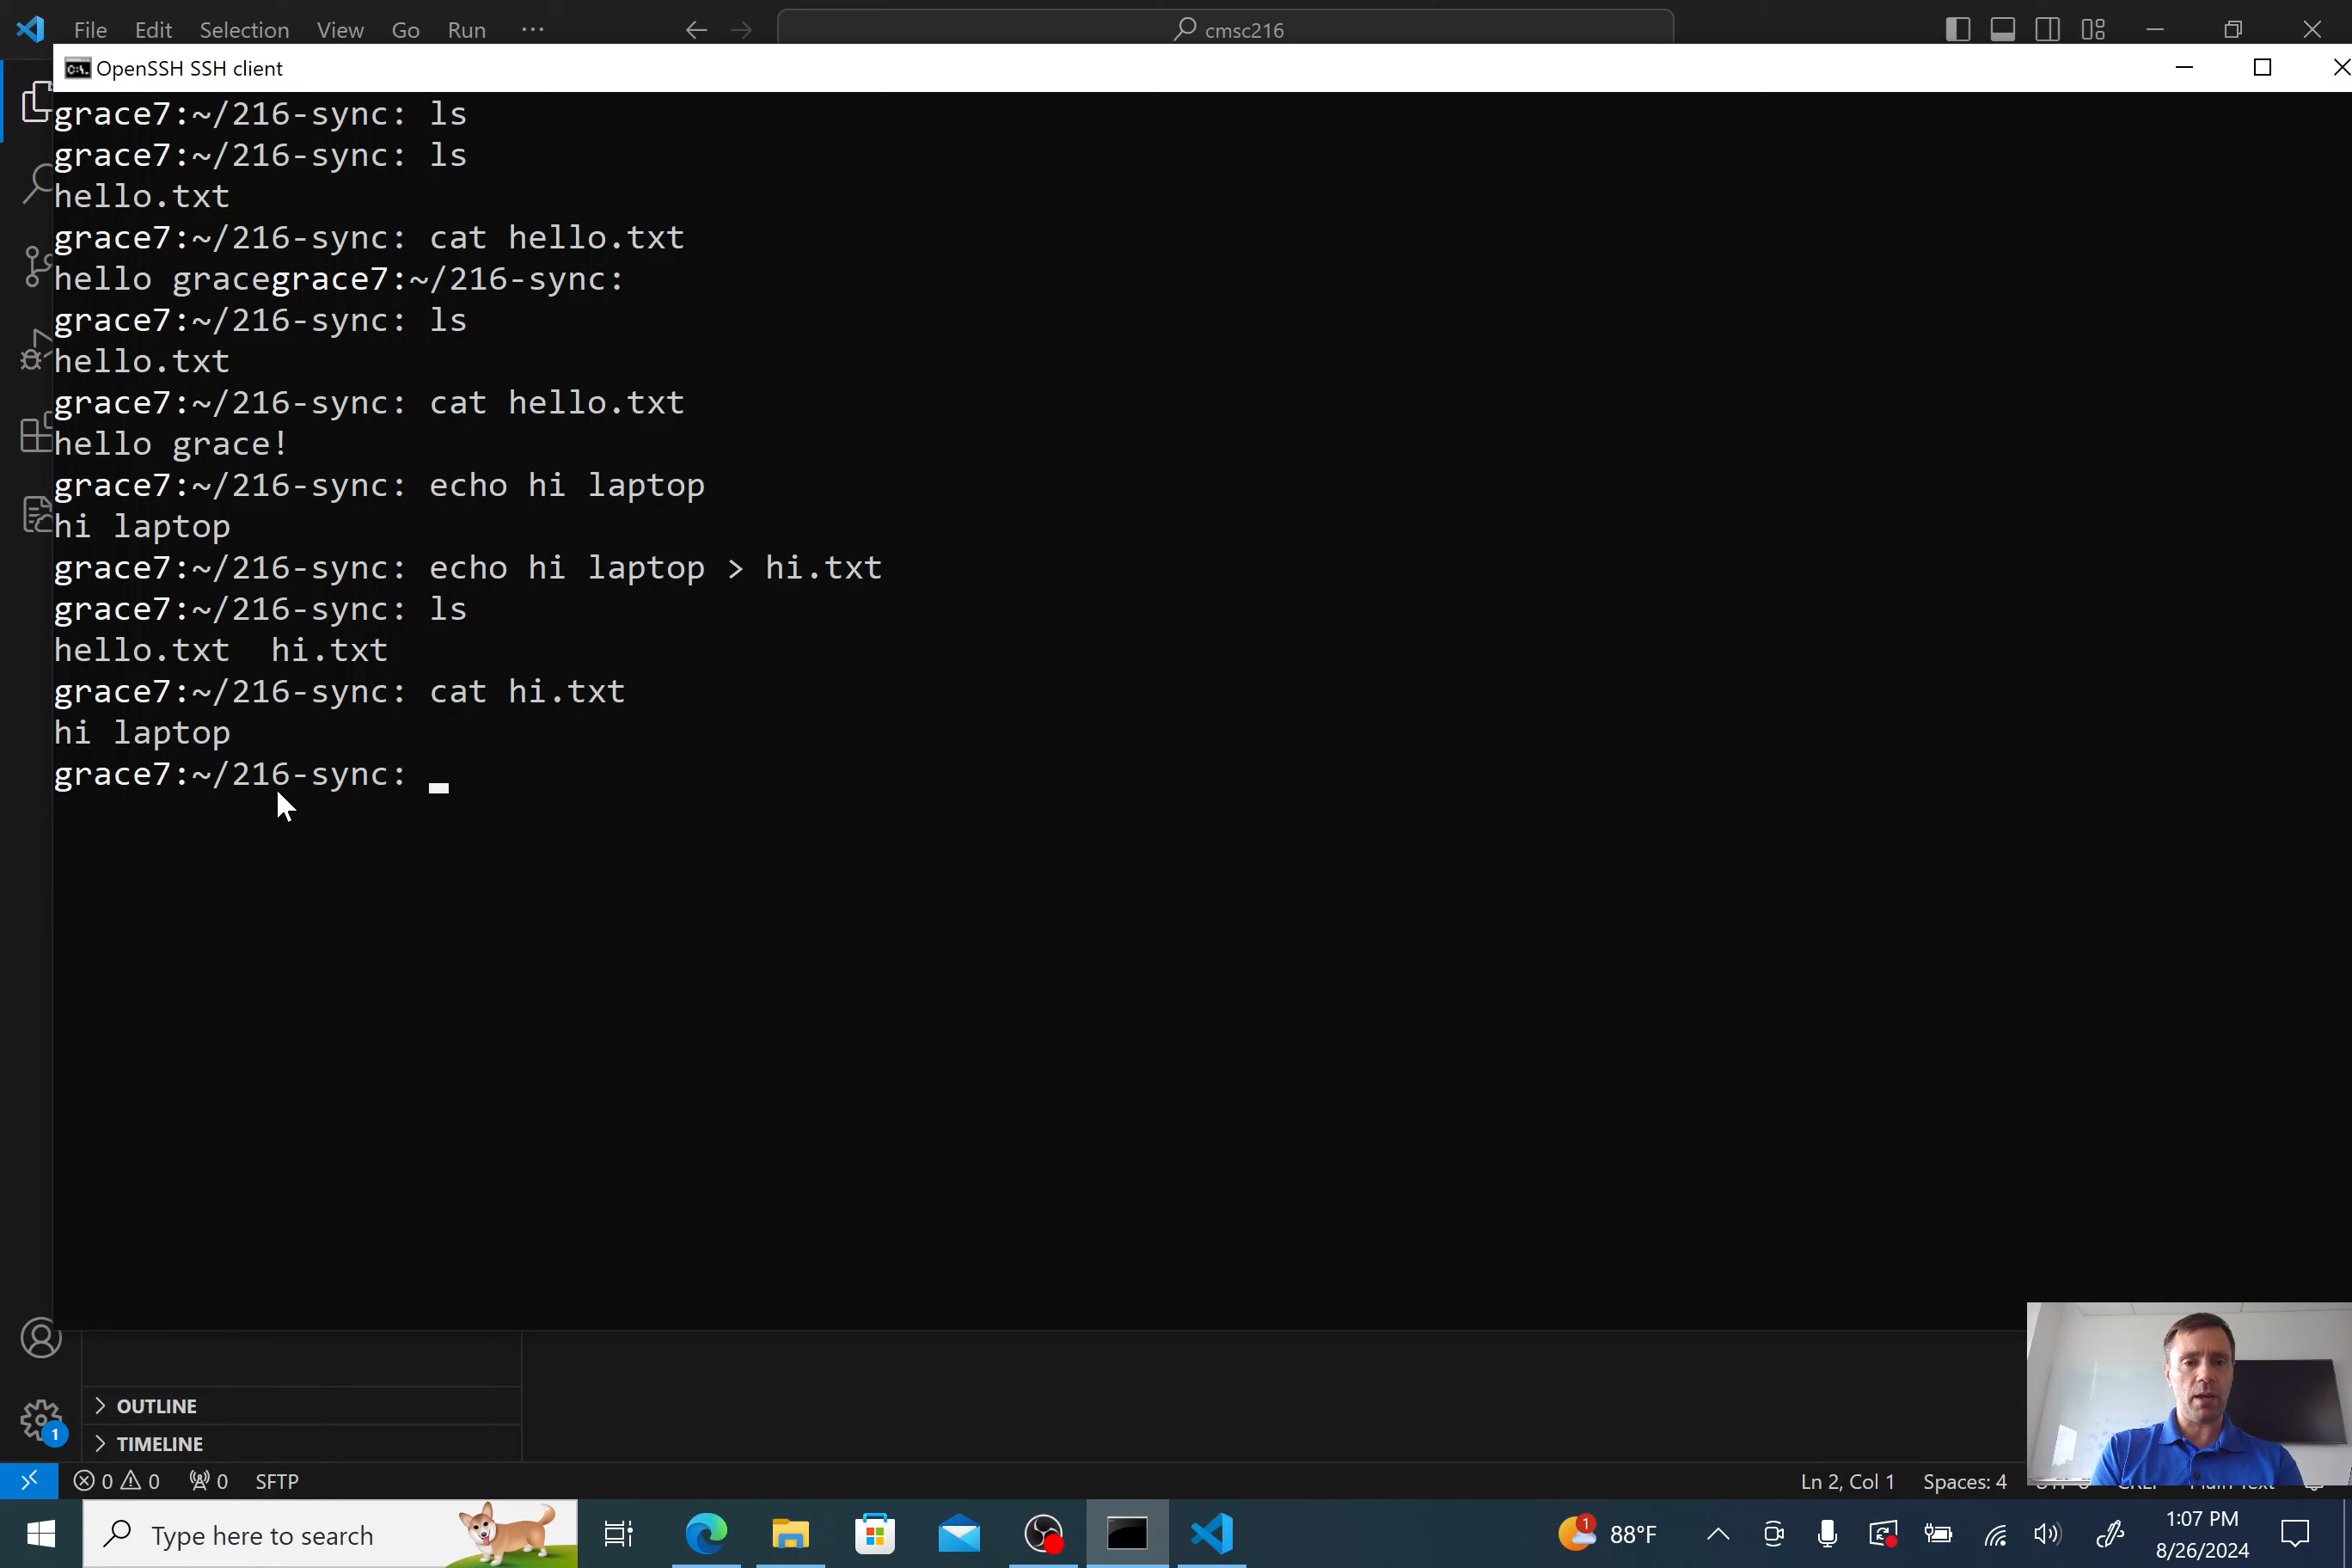 File Edit Selection View Go Run ··· cmsc216
OpenSSH SSH client
grace7:~/216-sync: ls
grace7:~/216-sync: ls
hello.txt
grace7:~/216-sync: cat hello.txt
hello gracegrace7:~/216-sync:
grace7:~/216-sync: ls
hello.txt
grace7:~/216-sync: cat hello.txt
hello grace!
grace7:~/216-sync: echo hi laptop
hi laptop
grace7:~/216-sync: echo hi laptop > hi.txt
grace7:~/216-sync: ls
hello.txt  hi.txt
grace7:~/216-sync: cat hi.txt
hi laptop
grace7:~/216-sync:
OUTLINE
1
TIMELINE
0 0 0 SFTP Ln 2, Col 1 Spaces: 4
Type here to search 1 88°F 1:07 PM
8/26/2024